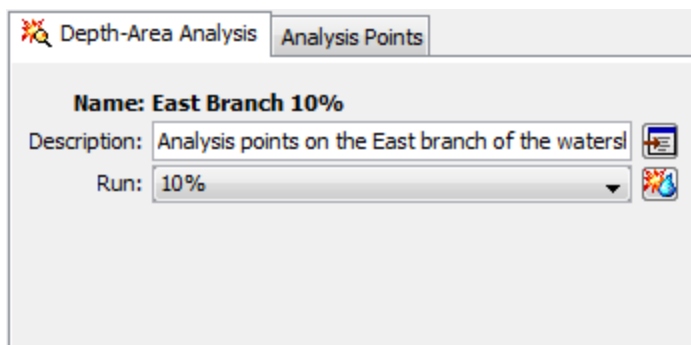 Depth-Area Analysis Analysis Points
Name: East Branch 10%
Description: Analysis points on the East branch of the watersl
Run: 10%